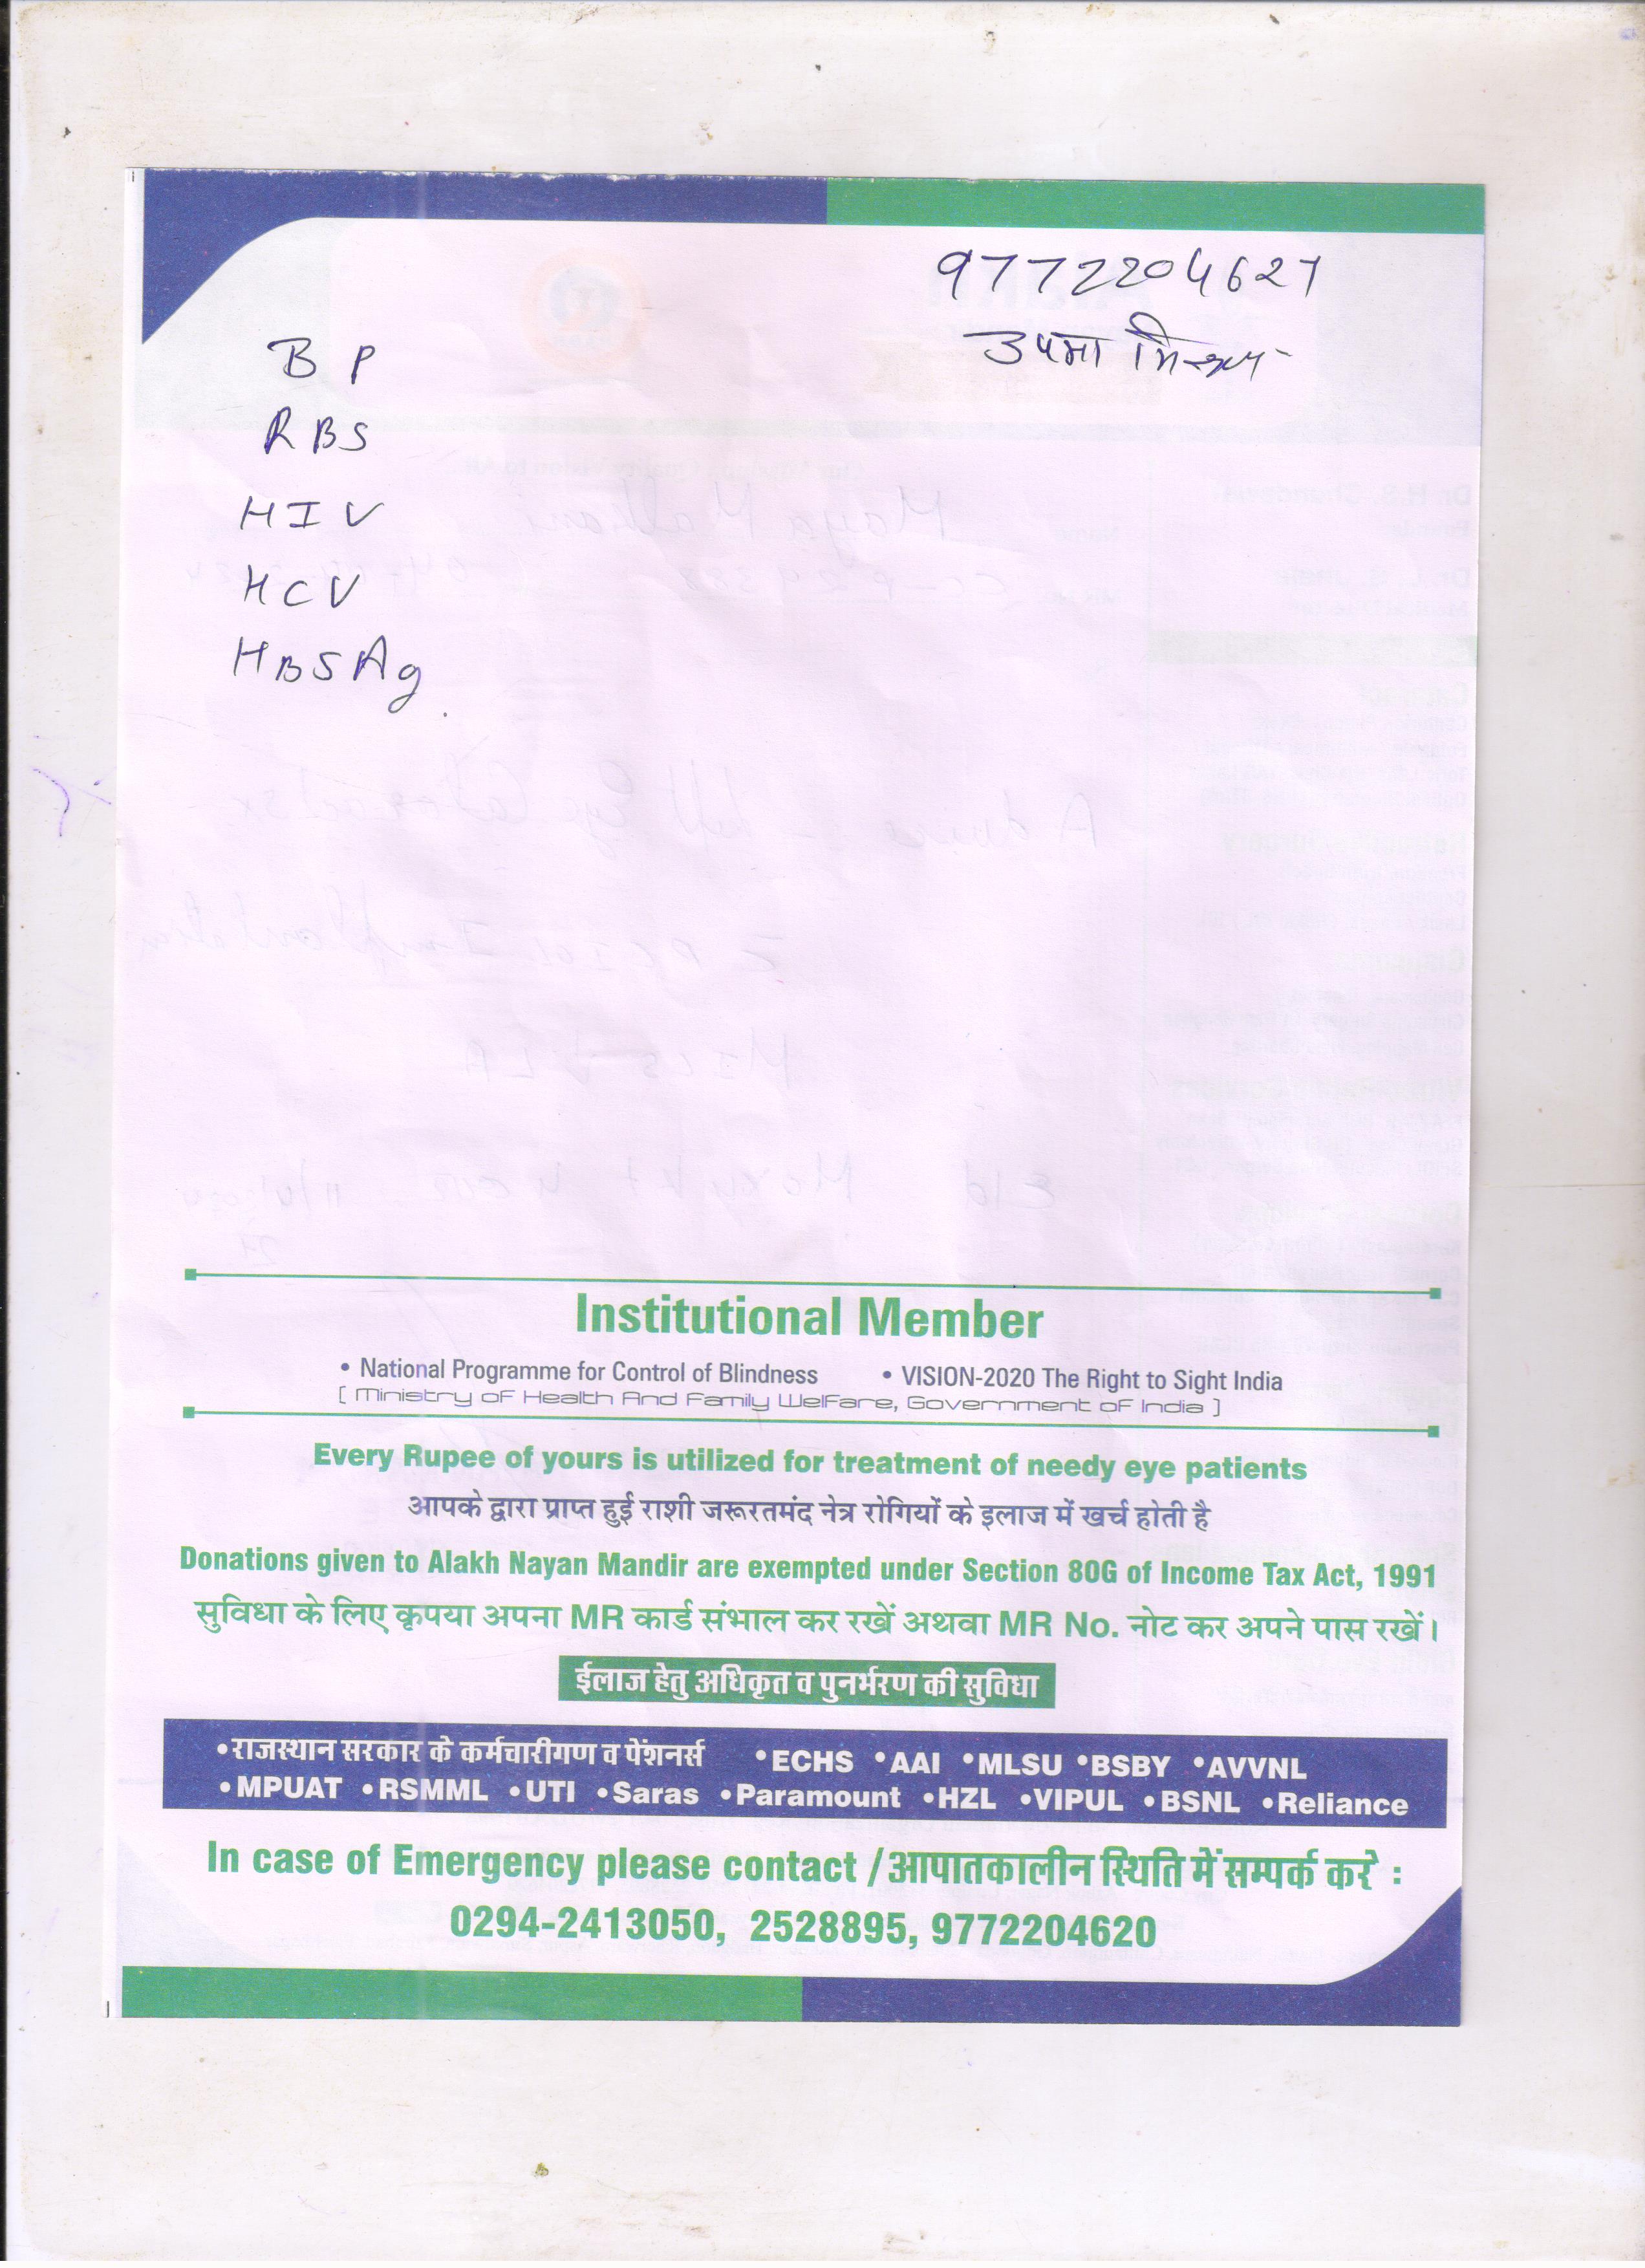 9772204627
उपमा
B P
RBS
HIV
HCV
HBSAg
Institutional Member
• National Programme for Control of Blindness • VISION-2020 The Right to Sight India
[ Ministry of Health And Family Welfare, Government of India ]
Every Rupee of yours is utilized for treatment of needy eye patients
आपके द्वारा प्राप्त हुई राशी जरूरतमंद नेत्र रोगियों के इलाज में खर्च होती है
Donations given to Alakh Nayan Mandir are exempted under Section 80G of Income Tax Act, 1991
सुविधा के लिए कृपया अपना MR कार्ड संभाल कर रखें अथवा MR No. नोट कर अपने पास रखें।
ईलाज हेतु अधिकृत व पुनर्भरण की सुविधा
•राजस्थान सरकार के कर्मचारीगण व पेंशनर्स •ECHS •AAI •MLSU •BSBY •AVVNL
•MPUAT •RSMML •UTI •Saras •Paramount •HZL •VIPUL •BSNL •Reliance
In case of Emergency please contact /आपातकालीन स्थिति में सम्पर्क करे :
0294-2413050, 2528895, 9772204620